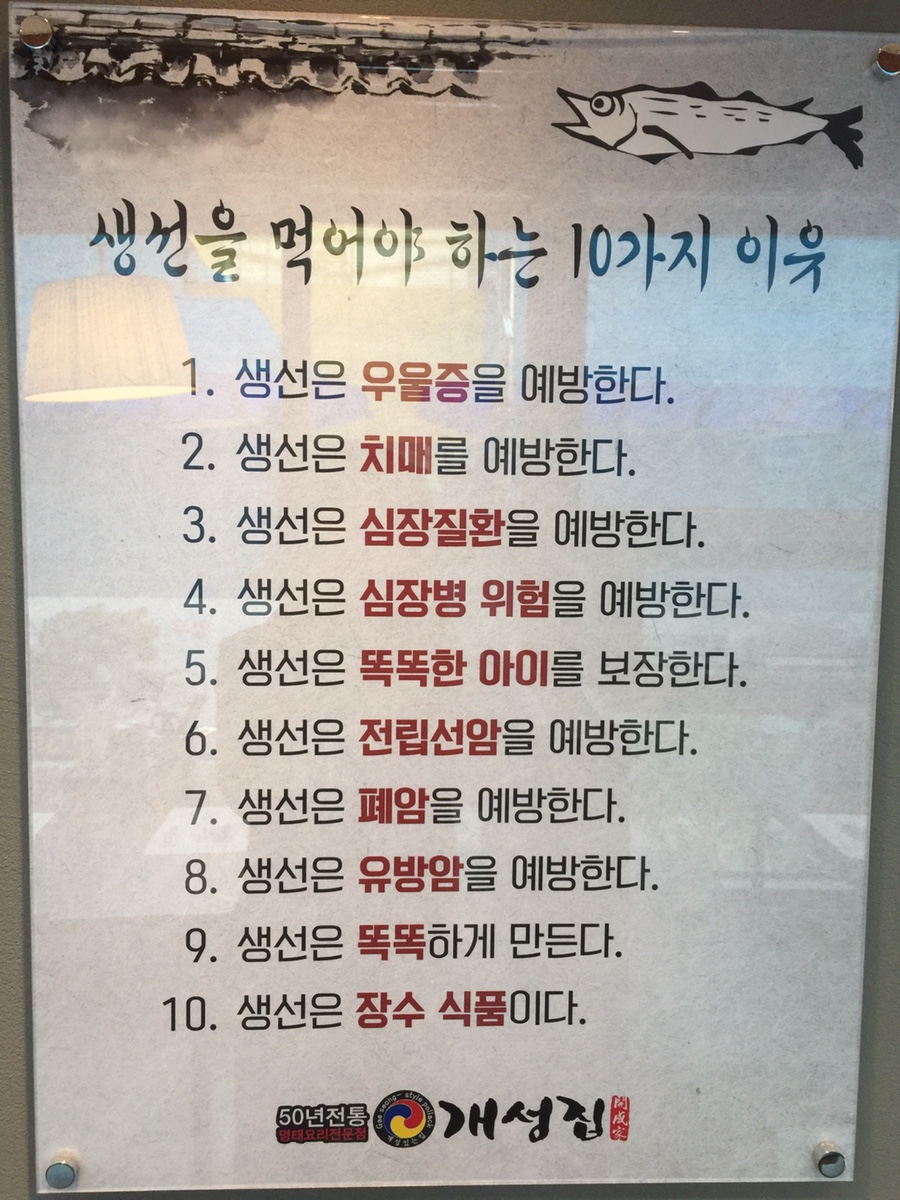 생선을 먹어야 하는 10가지 이유
1. 생선은 우울증을 예방한다.
2. 생선은 치매를 예방한다.
3. 생선은 심장질환을 예방한다.
4. 생선은 심장병 위험을 예방한다.
5. 생선은 똑똑한 아이를 보장한다.
6. 생선은 전립선암을 예방한다.
7. 생선은 폐암을 예방한다.
8. 생선은 유방암을 예방한다.
9. 생선은 똑똑하게 만든다.
10. 생선은 장수 식품이다.
50년전통
명태요리전문점
개성집
開成家